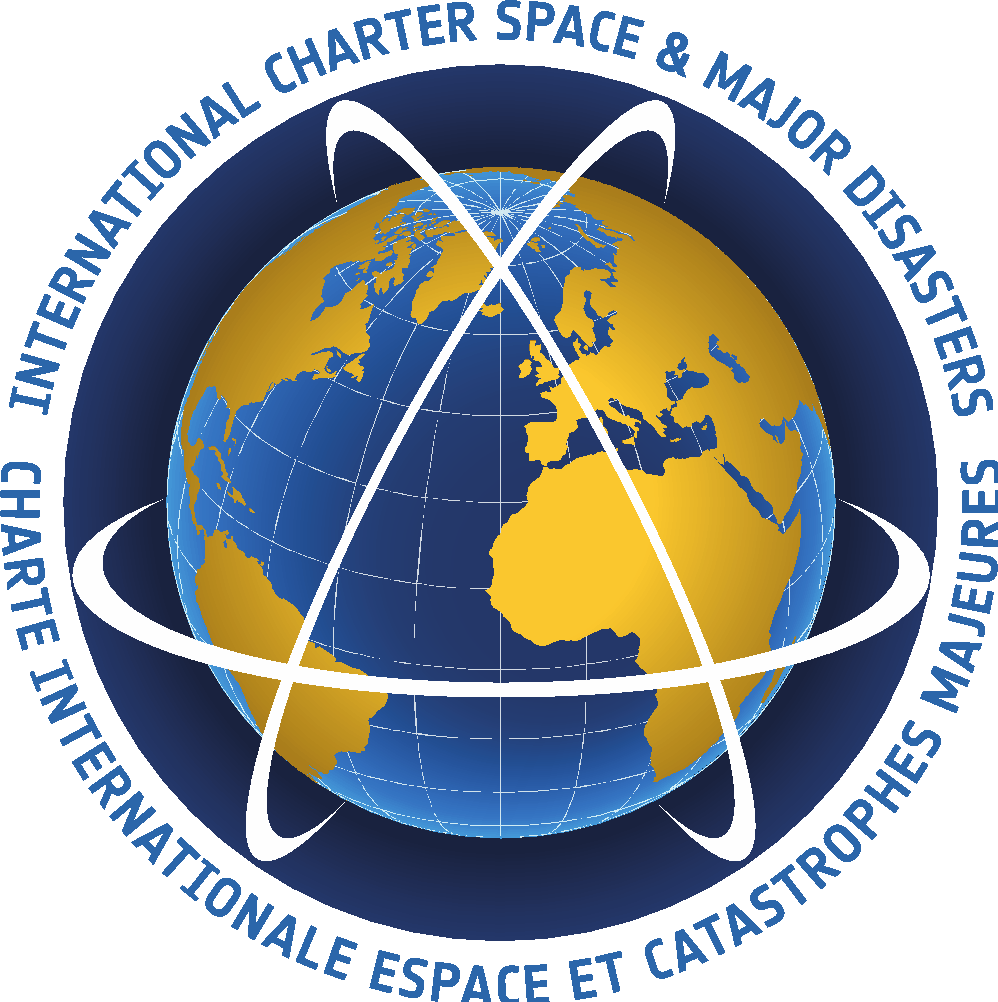 INTERNATIONAL CHARTER SPACE & MAJOR DISASTERS
CHARTE INTERNATIONALE ESPACE ET CATASTROPHES MAJEURES